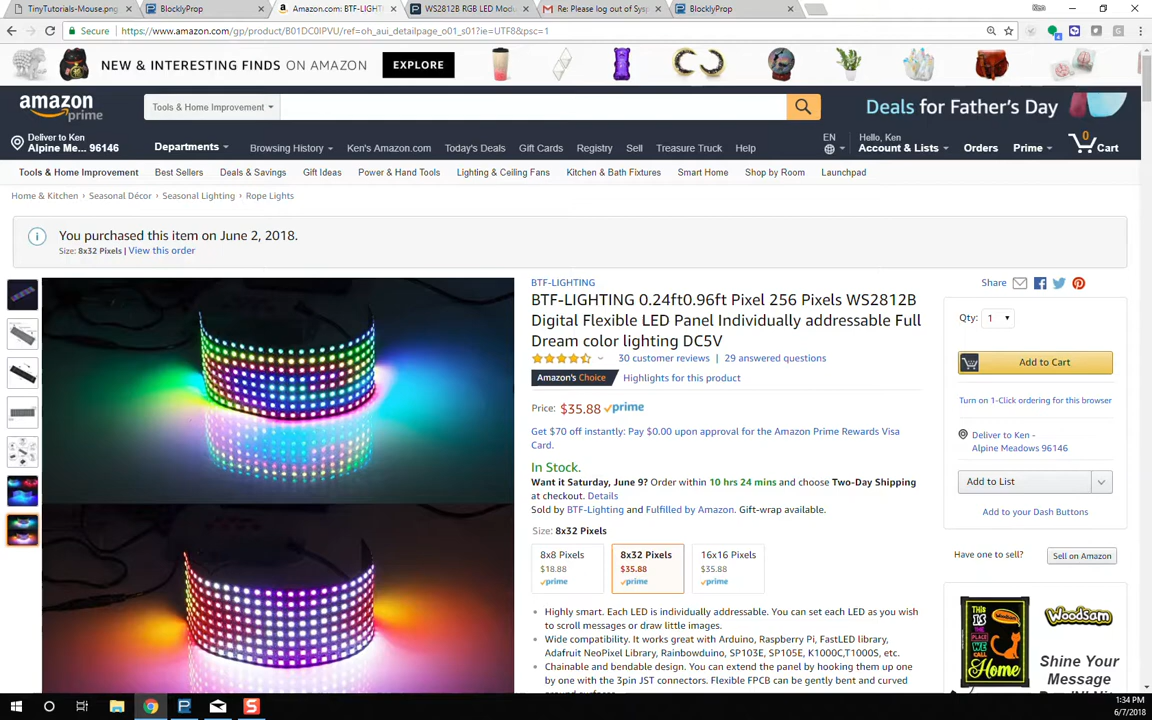 TinyTutorials-Mouse.png
BlocklyProp
Amazon.com: BTF-LIGHT
WS2812B RGB LED Modu
Re: Please log out of Sys
BlocklyProp
Ken
Secure
https://www.amazon.com/gp/product/B01DC0IPVU/ref=oh_aui_detailpage_o01_s01?ie=UTF8&psc=1
NEW & INTERESTING FINDS ON AMAZON
EXPLORE
amazon prime
Tools & Home Improvement
Deals for Father's Day
Deliver to Ken
Alpine Me... 96146
Departments
Browsing History
Ken's Amazon.com
Today's Deals
Gift Cards
Registry
Sell
Treasure Truck
Help
EN
Hello, Ken
Account & Lists
Orders
Prime
0
Cart
Tools & Home Improvement
Best Sellers
Deals & Savings
Gift Ideas
Power & Hand Tools
Lighting & Ceiling Fans
Kitchen & Bath Fixtures
Smart Home
Shop by Room
Launchpad
Home & Kitchen › Seasonal Décor › Seasonal Lighting › Rope Lights
You purchased this item on June 2, 2018.
Size: 8x32 Pixels | View this order
BTF-LIGHTING
BTF-LIGHTING 0.24ft0.96ft Pixel 256 Pixels WS2812B
Digital Flexible LED Panel Individually addressable Full
Dream color lighting DC5V
30 customer reviews | 29 answered questions
Amazon's Choice
Highlights for this product
Price: $35.88 prime
Get $70 off instantly: Pay $0.00 upon approval for the Amazon Prime Rewards Visa
Card.
In Stock.
Want it Saturday, June 9? Order within 10 hrs 24 mins and choose Two-Day Shipping
at checkout. Details
Sold by BTF-Lighting and Fulfilled by Amazon. Gift-wrap available.
Size: 8x32 Pixels
8x8 Pixels
$18.88
prime
8x32 Pixels
$35.88
prime
16x16 Pixels
$35.88
prime
Highly smart. Each LED is individually addressable. You can set each LED as you wish
to scroll messages or draw little images.
Wide compatibility. It works great with Arduino, Raspberry Pi, FastLED library,
Adafruit NeoPixel Library, Rainbowduino, SP103E, SP105E, K1000C,T1000S, etc.
Chainable and bendable design. You can extend the panel by hooking them up one
by one with the 3pin JST connectors. Flexible FPCB can be gently bent and curved
Share
Qty: 1
Add to Cart
Turn on 1-Click ordering for this browser
Deliver to Ken -
Alpine Meadows 96146
Add to List
Add to your Dash Buttons
Have one to sell?
Sell on Amazon
THIS IS THE PLACE WE CALL Home
Woodsam
Shine Your
Message
1:34 PM
6/7/2018